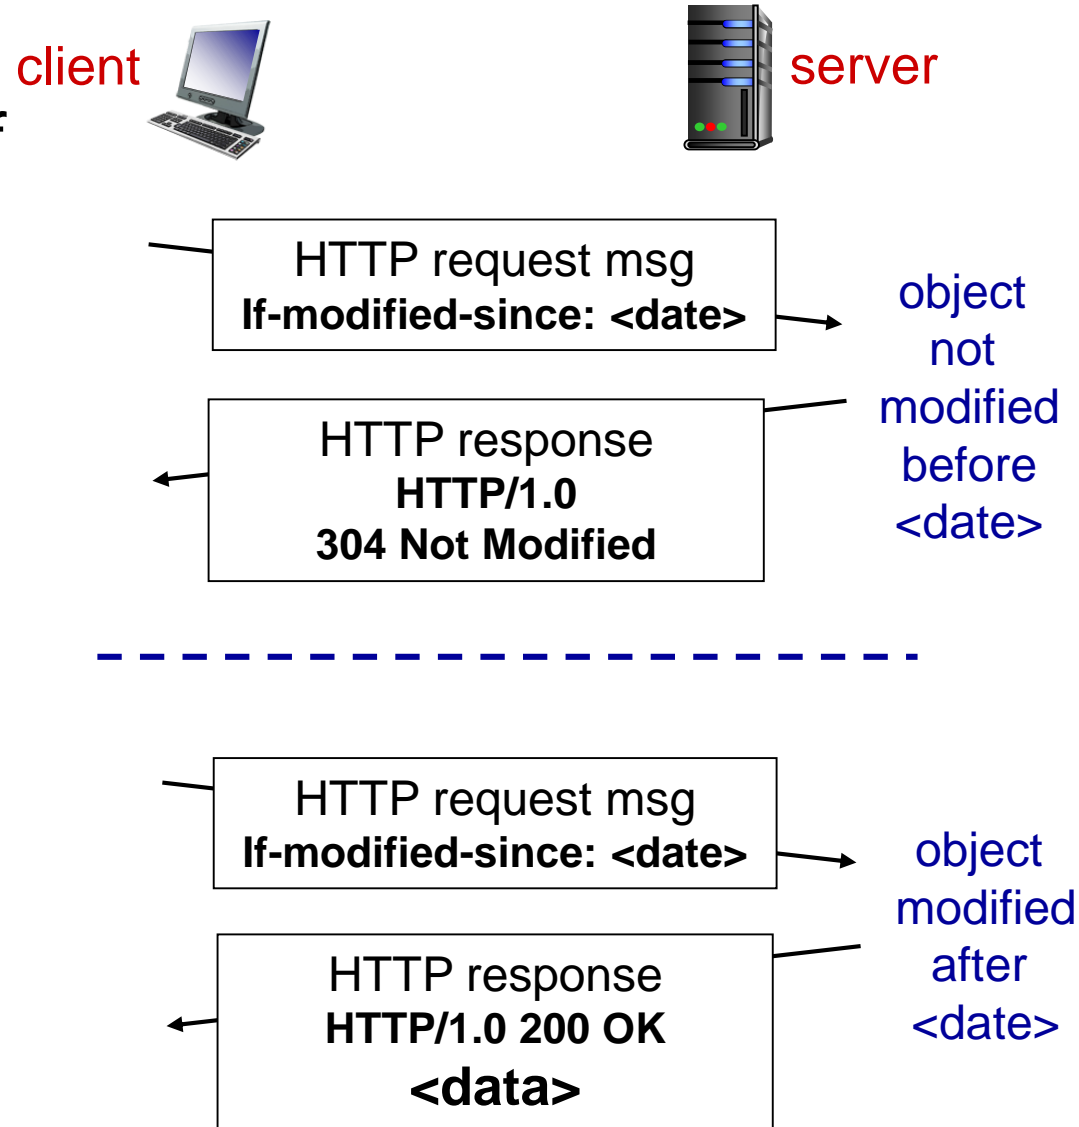 client
server
f
HTTP request msg
If-modified-since: <date>
object
not
modified
before
<date>
HTTP response
HTTP/1.0
304 Not Modified
HTTP request msg
If-modified-since: <date>
object
modified
after
<date>
HTTP response
HTTP/1.0 200 OK
<data>